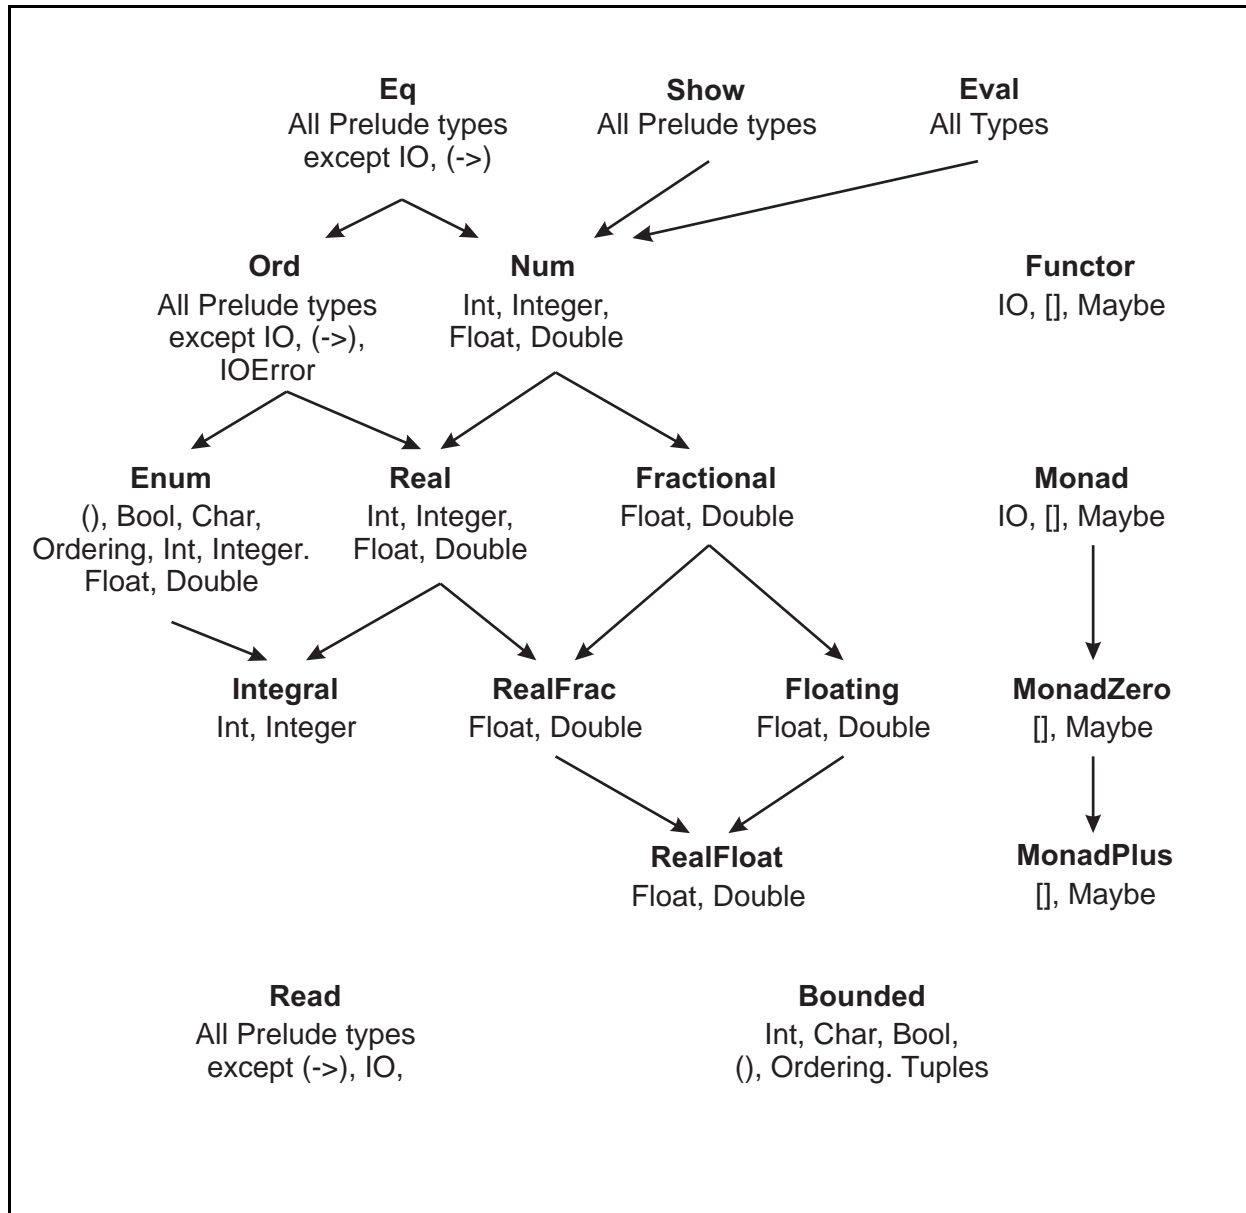 Eq
All Prelude types
except IO, (->)
Show
All Prelude types
Eval
All Types
Ord
All Prelude types
except IO, (->),
IOError
Num
Int, Integer,
Float, Double
Functor
IO, [], Maybe
Enum
(), Bool, Char,
Ordering, Int, Integer.
Float, Double
Real
Int, Integer,
Float, Double
Fractional
Float, Double
Monad
IO, [], Maybe
Integral
Int, Integer
RealFrac
Float, Double
Floating
Float, Double
MonadZero
[], Maybe
RealFloat
Float, Double
MonadPlus
[], Maybe
Read
All Prelude types
except (->), IO,
Bounded
Int, Char, Bool,
(), Ordering. Tuples